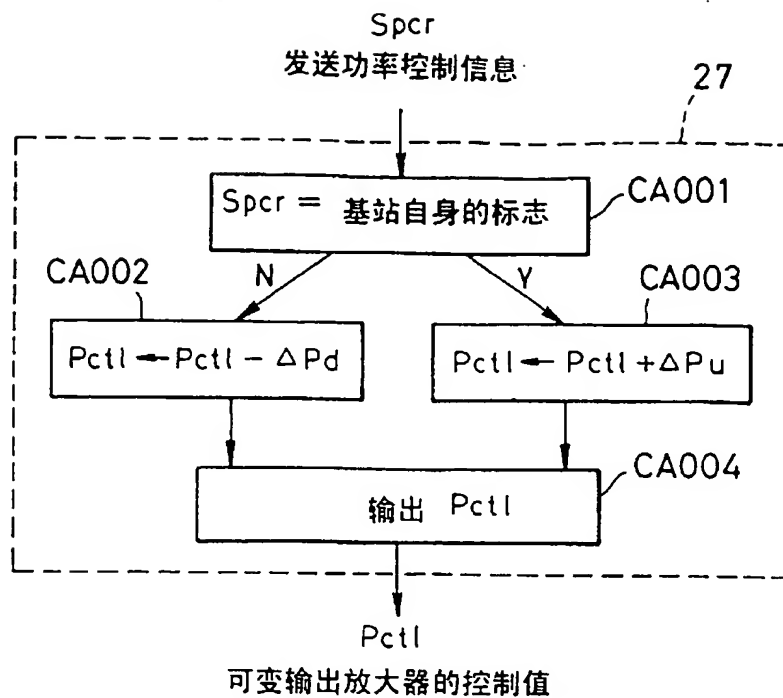 Spcr
发送功率控制信息
27
Spcr = 基站自身的标志
CA001
CA002
N
Y
CA003
Pctl ← Pctl - ΔPd
Pctl ← Pctl + ΔPu
CA004
输出 Pctl
Pctl
可变输出放大器的控制值